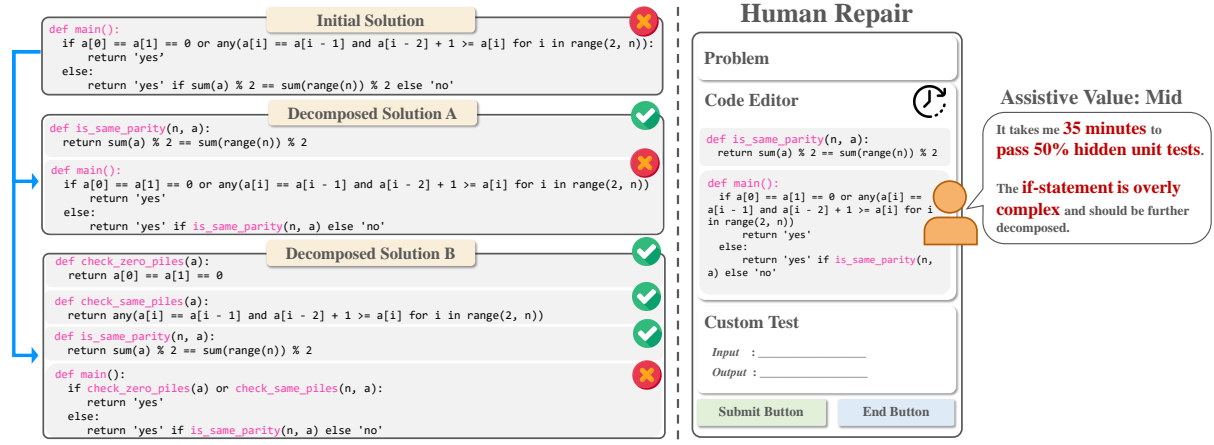 Initial Solution
def main():
if a[0] == a[1] == 0 or any(a[i] == a[i - 1] and a[i - 2] + 1 >= a[i] for i in range(2, n)):
return 'yes’
else:
return 'yes' if sum(a) % 2 == sum(range(n)) % 2 else 'no'
Decomposed Solution A
def is_same_parity(n, a):
return sum(a) % 2 == sum(range(n)) % 2
def main():
if a[0] == a[1] == 0 or any(a[i] == a[i - 1] and a[i - 2] + 1 >= a[i] for i in range(2, n))
return 'yes'
else:
return 'yes' if is_same_parity(n, a) else 'no'
Decomposed Solution B
def check_zero_piles(a):
return a[0] == a[1] == 0
def check_same_piles(a):
return any(a[i] == a[i - 1] and a[i - 2] + 1 >= a[i] for i in range(2, n))
def is_same_parity(n, a):
return sum(a) % 2 == sum(range(n)) % 2
def main():
if check_zero_piles(a) or check_same_piles(n, a):
return 'yes'
else:
return 'yes' if is_same_parity(n, a) else 'no'
Human Repair
Problem
Code Editor
def is_same_parity(n, a):
return sum(a) % 2 == sum(range(n)) % 2
def main():
if a[0] == a[1] == 0 or any(a[i] ==
a[i - 1] and a[i - 2] + 1 >= a[i] for i
in range(2, n))
return 'yes'
else:
return 'yes' if is_same_parity(n,
a) else 'no'
Custom Test
Input : ___________________
Output : ___________________
Submit Button
End Button
Assistive Value: Mid
It takes me 35 minutes to
pass 50% hidden unit tests.
The if-statement is overly
complex and should be further
decomposed.